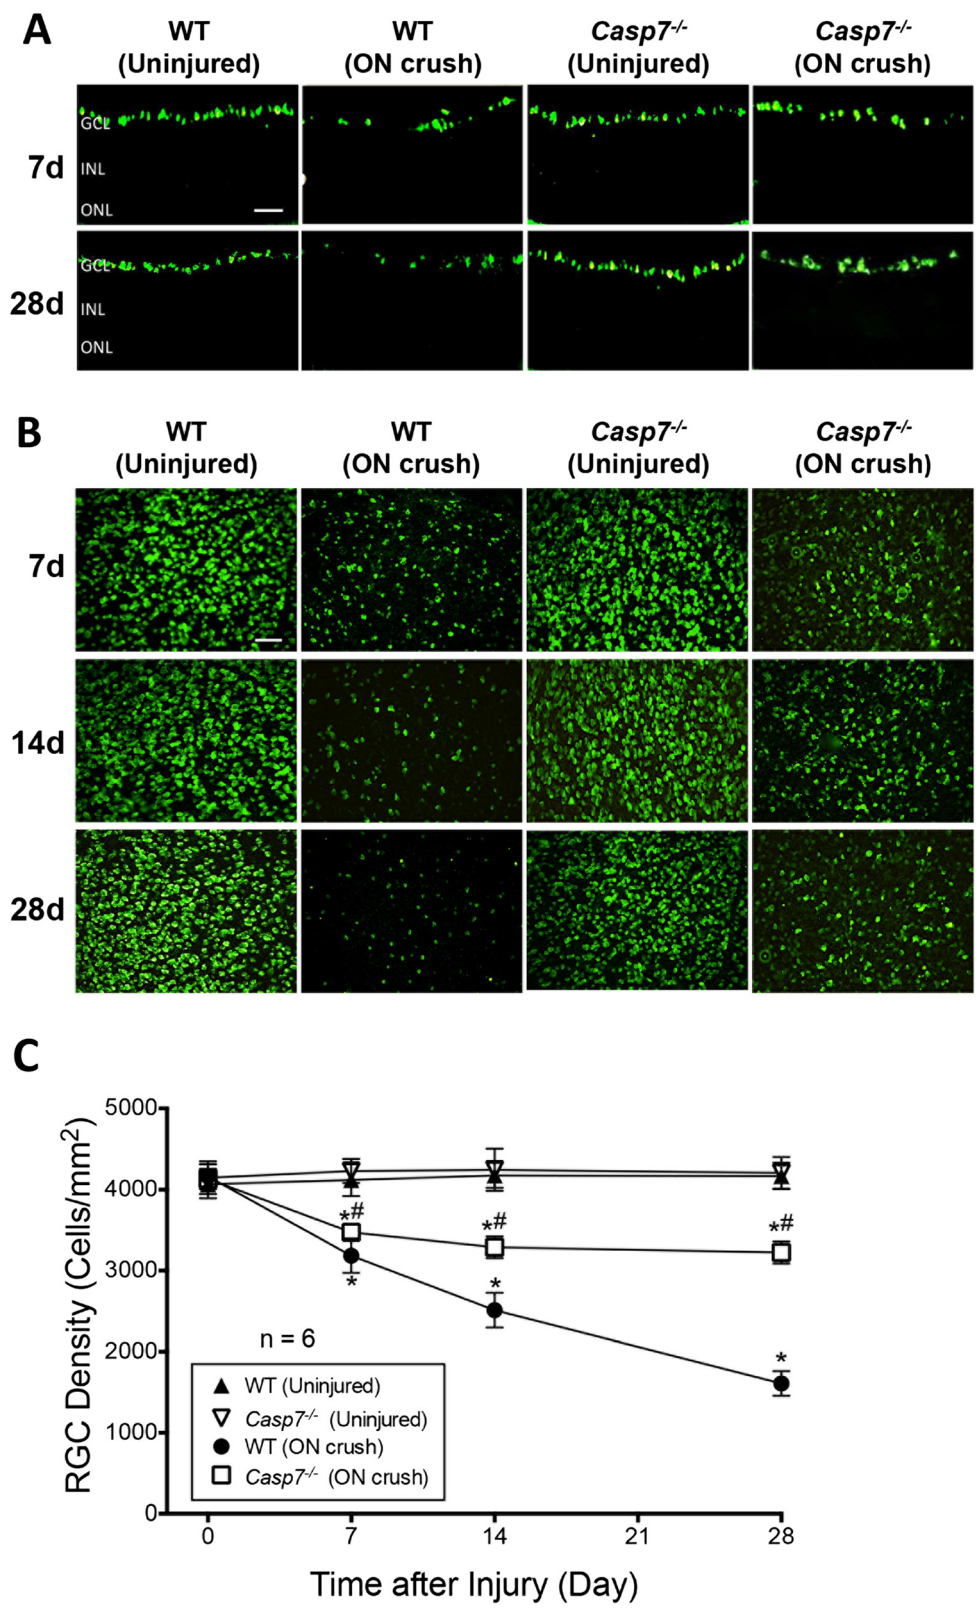 A
WT
(Uninjured)
WT
(ON crush)
Casp7-/-
(Uninjured)
Casp7-/-
(ON crush)
7d
GCL
INL
ONL
28d
GCL
INL
ONL
B
WT
(Uninjured)
WT
(ON crush)
Casp7-/-
(Uninjured)
Casp7-/-
(ON crush)
7d
14d
28d
C
RGC Density (Cells/mm2)
5000
4000
3000
2000
1000
0
*#
*
*#
*
*#
*
n = 6
WT (Uninjured)
Casp7-/- (Uninjured)
WT (ON crush)
Casp7-/- (ON crush)
0 7 14 21 28
Time after Injury (Day)